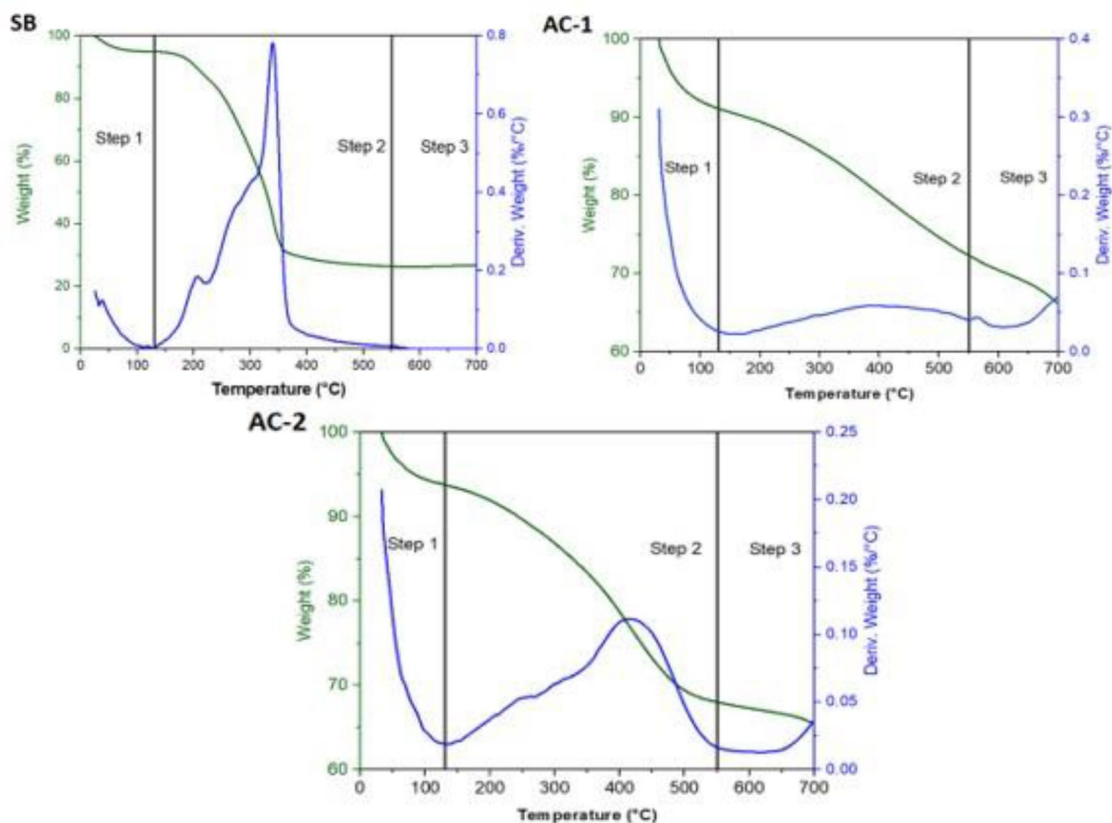 SB
100
80
60
40
20
0
Weight (%)
Step 1
Step 2
Step 3
0.8
0.6
0.4
0.2
0.0
Deriv. Weight (%/°C)
0 100 200 300 400 500 600 700
Temperature (°C)
AC-1
100
90
80
70
60
Weight (%)
Step 1
Step 2
Step 3
0.4
0.3
0.2
0.1
0.0
Deriv. Weight (%/°C)
0 100 200 300 400 500 600 700
Temperature (°C)
AC-2
100
90
80
70
60
Weight (%)
Step 1
Step 2
Step 3
0.25
0.20
0.15
0.10
0.05
0.00
Deriv. Weight (%/°C)
0 100 200 300 400 500 600 700
Temperature (°C)